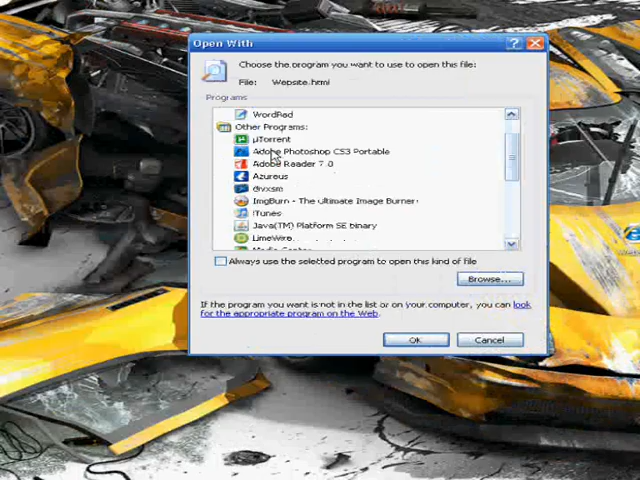 Open With
Choose the program you want to use to open this file:
File: Website.html
Programs
WordPad
Other Programs:
µTorrent
Adobe Photoshop CS3 Portable
Adobe Reader 7.0
Azureus
divxsm
ImgBurn - The Ultimate Image Burner!
iTunes
Java(TM) Platform SE binary
LimeWire
Media Center
Always use the selected program to open this kind of file
Browse...
If the program you want is not in the list or on your computer, you can look
for the appropriate program on the Web.
OK
Cancel